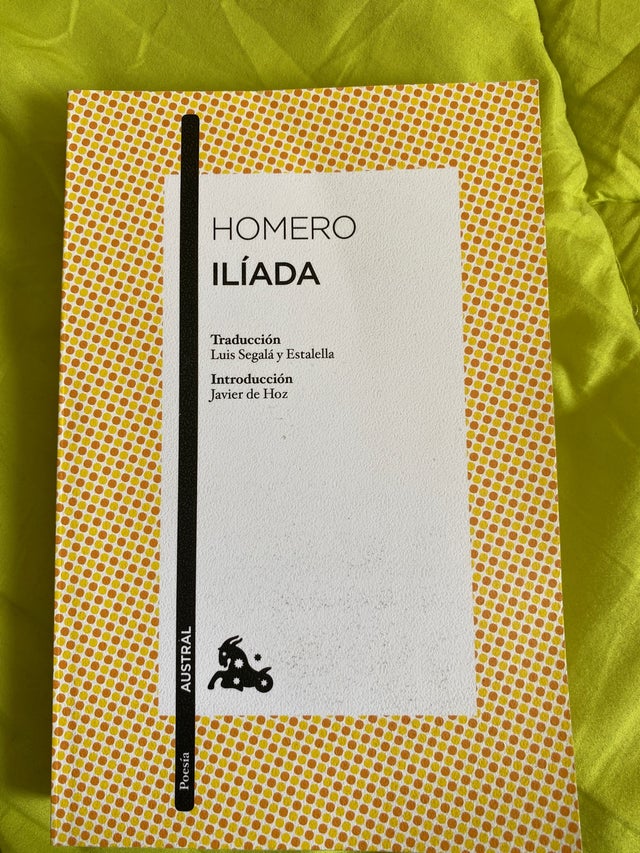 HOMERO
ILÍADA
Traducción
Luis Segalá y Estalella
Introducción
Javier de Hoz
AUSTRAL
Poesía